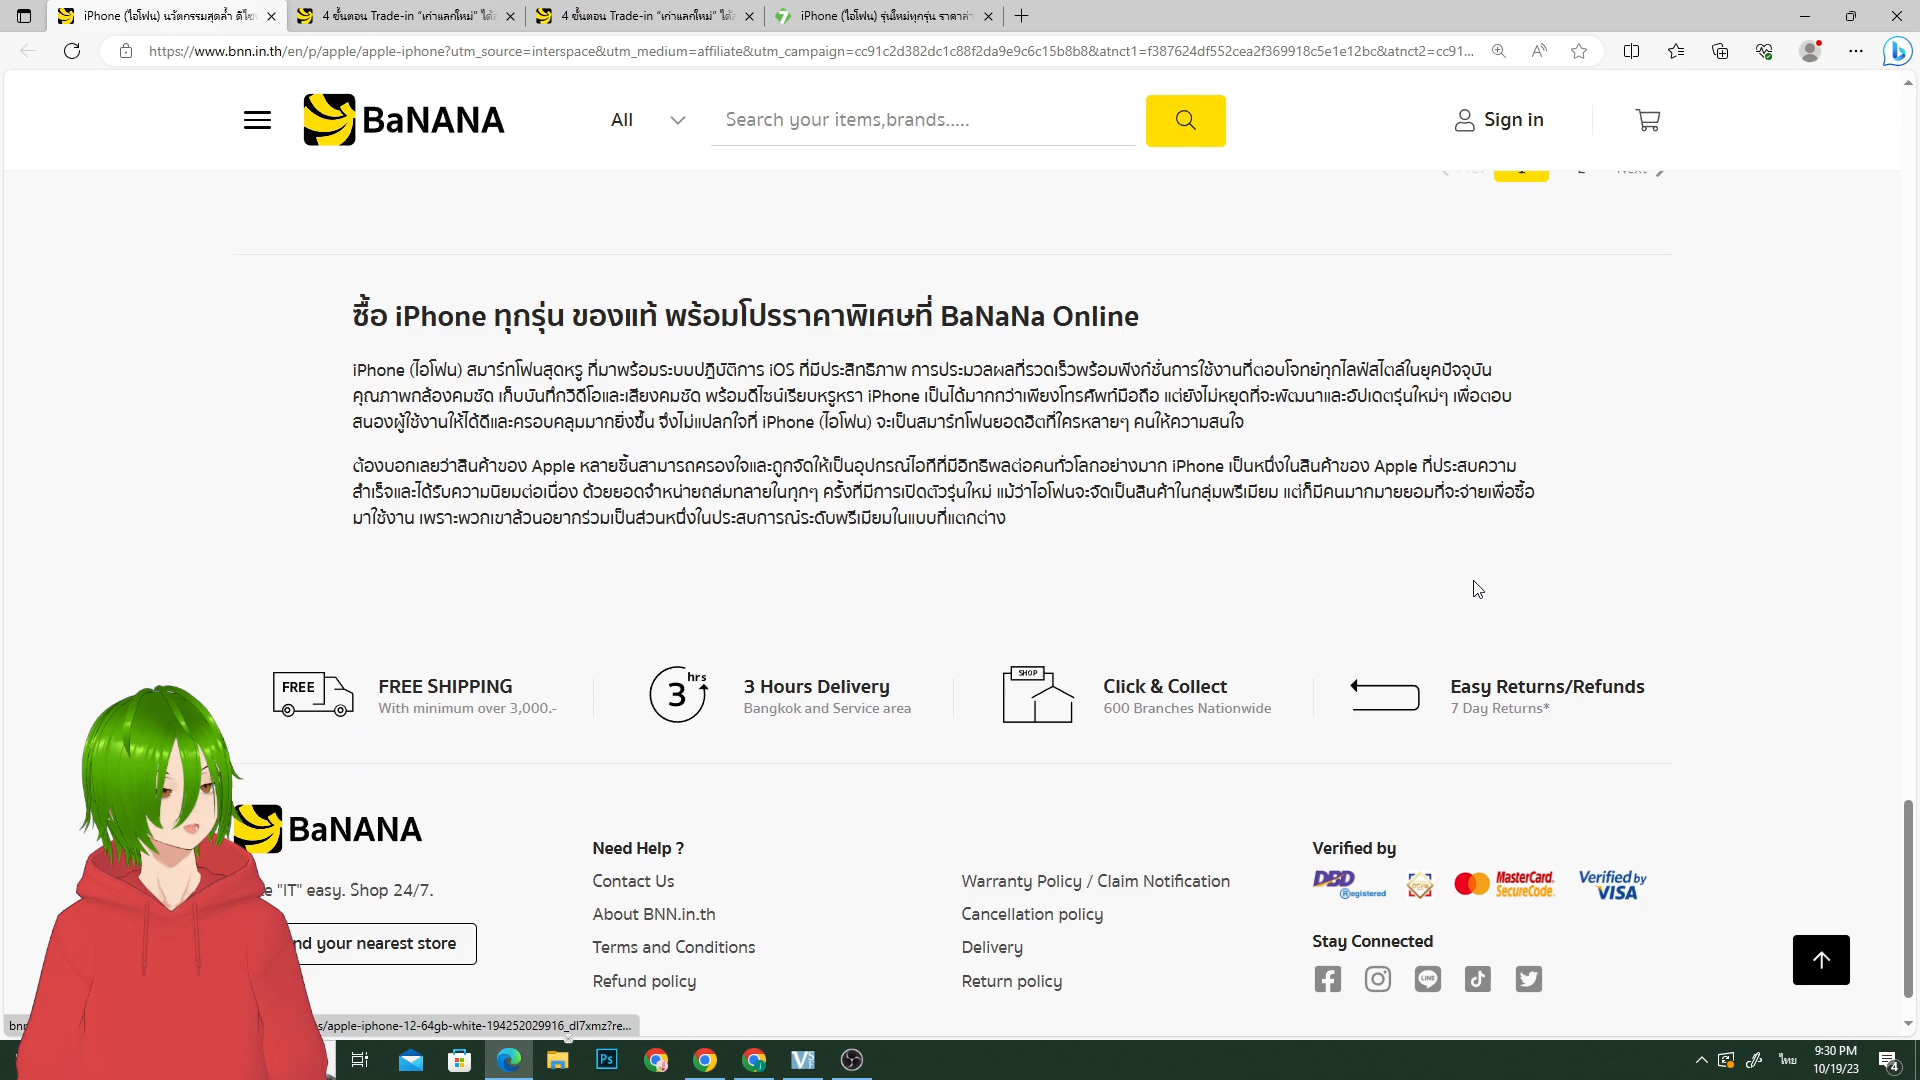 iPhone (ไอโฟน) นวัตกรรมสุดล้ำ ดีไซ
4 ขั้นตอน Trade-in "เก่าแลกใหม่" ได้
4 ขั้นตอน Trade-in "เก่าแลกใหม่" ได้
iPhone (ไอโฟน) รุ่นใหม่ทุกรุ่น ราคาล่า
https://www.bnn.in.th/en/p/apple/apple-iphone?utm_source=interspace&utm_medium=affiliate&utm_campaign=cc91c2d382dc1c88f2da9e9c6c15b8b8&atnct1=f387624df552cea2f369918c5e1e12bc&atnct2=cc91...
BaNANA
All
Search your items,brands.....
Sign in
ซื้อ iPhone ทุกรุ่น ของแท้ พร้อมโปรราคาพิเศษที่ BaNaNa Online
iPhone (ไอโฟน) สมาร์ทโฟนสุดหรู ที่มาพร้อมระบบปฏิบัติการ iOS ที่มีประสิทธิภาพ การประมวลผลที่รวดเร็วพร้อมฟังก์ชั่นการใช้งานที่ตอบโจทย์ทุกไลฟ์สไตล์ในยุคปัจจุบัน
คุณภาพกล้องคมชัด เก็บบันทึกวิดีโอและเสียงคมชัด พร้อมดีไซน์เรียบหรูหรา iPhone เป็นได้มากกว่าเพียงโทรศัพท์มือถือ แต่ยังไม่หยุดที่จะพัฒนาและอัปเดตรุ่นใหม่ๆ เพื่อตอบ
สนองผู้ใช้งานให้ได้ดีและครอบคลุมมากยิ่งขึ้น จึงไม่แปลกใจที่ iPhone (ไอโฟน) จะเป็นสมาร์ทโฟนยอดฮิตที่ใครหลายๆ คนให้ความสนใจ
ต้องบอกเลยว่าสินค้าของ Apple หลายชิ้นสามารถครองใจและถูกจัดให้เป็นอุปกรณ์ไอทีที่มีอิทธิพลต่อคนทั่วโลกอย่างมาก iPhone เป็นหนึ่งในสินค้าของ Apple ที่ประสบความ
สำเร็จและได้รับความนิยมต่อเนื่อง ด้วยยอดจำหน่ายถล่มทลายในทุกๆ ครั้งที่มีการเปิดตัวรุ่นใหม่ แม้ว่าไอโฟนจะจัดเป็นสินค้าในกลุ่มพรีเมียม แต่ก็มีคนมากมายยอมที่จะจ่ายเพื่อซื้อ
มาใช้งาน เพราะพวกเขาล้วนอยากร่วมเป็นส่วนหนึ่งในประสบการณ์ระดับพรีเมียมในแบบที่แตกต่าง
FREE
FREE SHIPPING
With minimum over 3,000.-
3 hrs
3 Hours Delivery
Bangkok and Service area
SHOP
Click & Collect
600 Branches Nationwide
Easy Returns/Refunds
7 Day Returns*
BaNANA
"IT" easy. Shop 24/7.
nd your nearest store
Need Help ?
Contact Us
About BNN.in.th
Terms and Conditions
Refund policy
Warranty Policy / Claim Notification
Cancellation policy
Delivery
Return policy
Verified by
DBD Registered
MasterCard. SecureCode.
Verified by VISA
Stay Connected
LINE
s/apple-iphone-12-64gb-white-194252029916_dl7xmz?re...
Ps
ไทย
9:30 PM
10/19/23
4